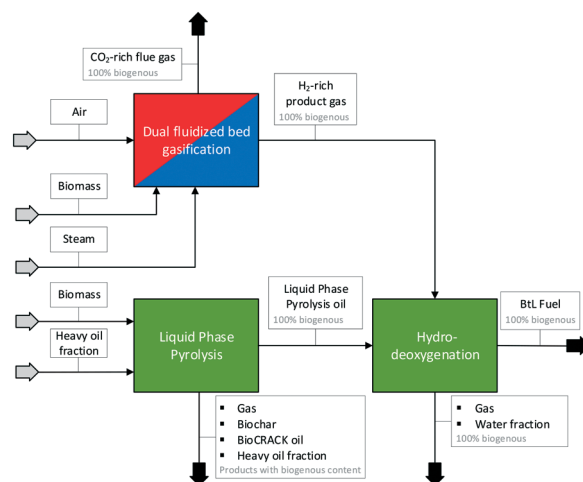 CO₂-rich flue gas
100% biogenous
H₂-rich
product gas
100% biogenous
Air
Dual fluidized bed
gasification
Biomass
Steam
Biomass
Heavy oil
fraction
Liquid Phase
Pyrolysis
Liquid Phase
Pyrolysis oil
100% biogenous
Hydro-
deoxygenation
BtL Fuel
100% biogenous
▪ Gas
▪ Biochar
▪ BioCRACK oil
▪ Heavy oil fraction
Products with biogenous content
▪ Gas
▪ Water fraction
100% biogenous